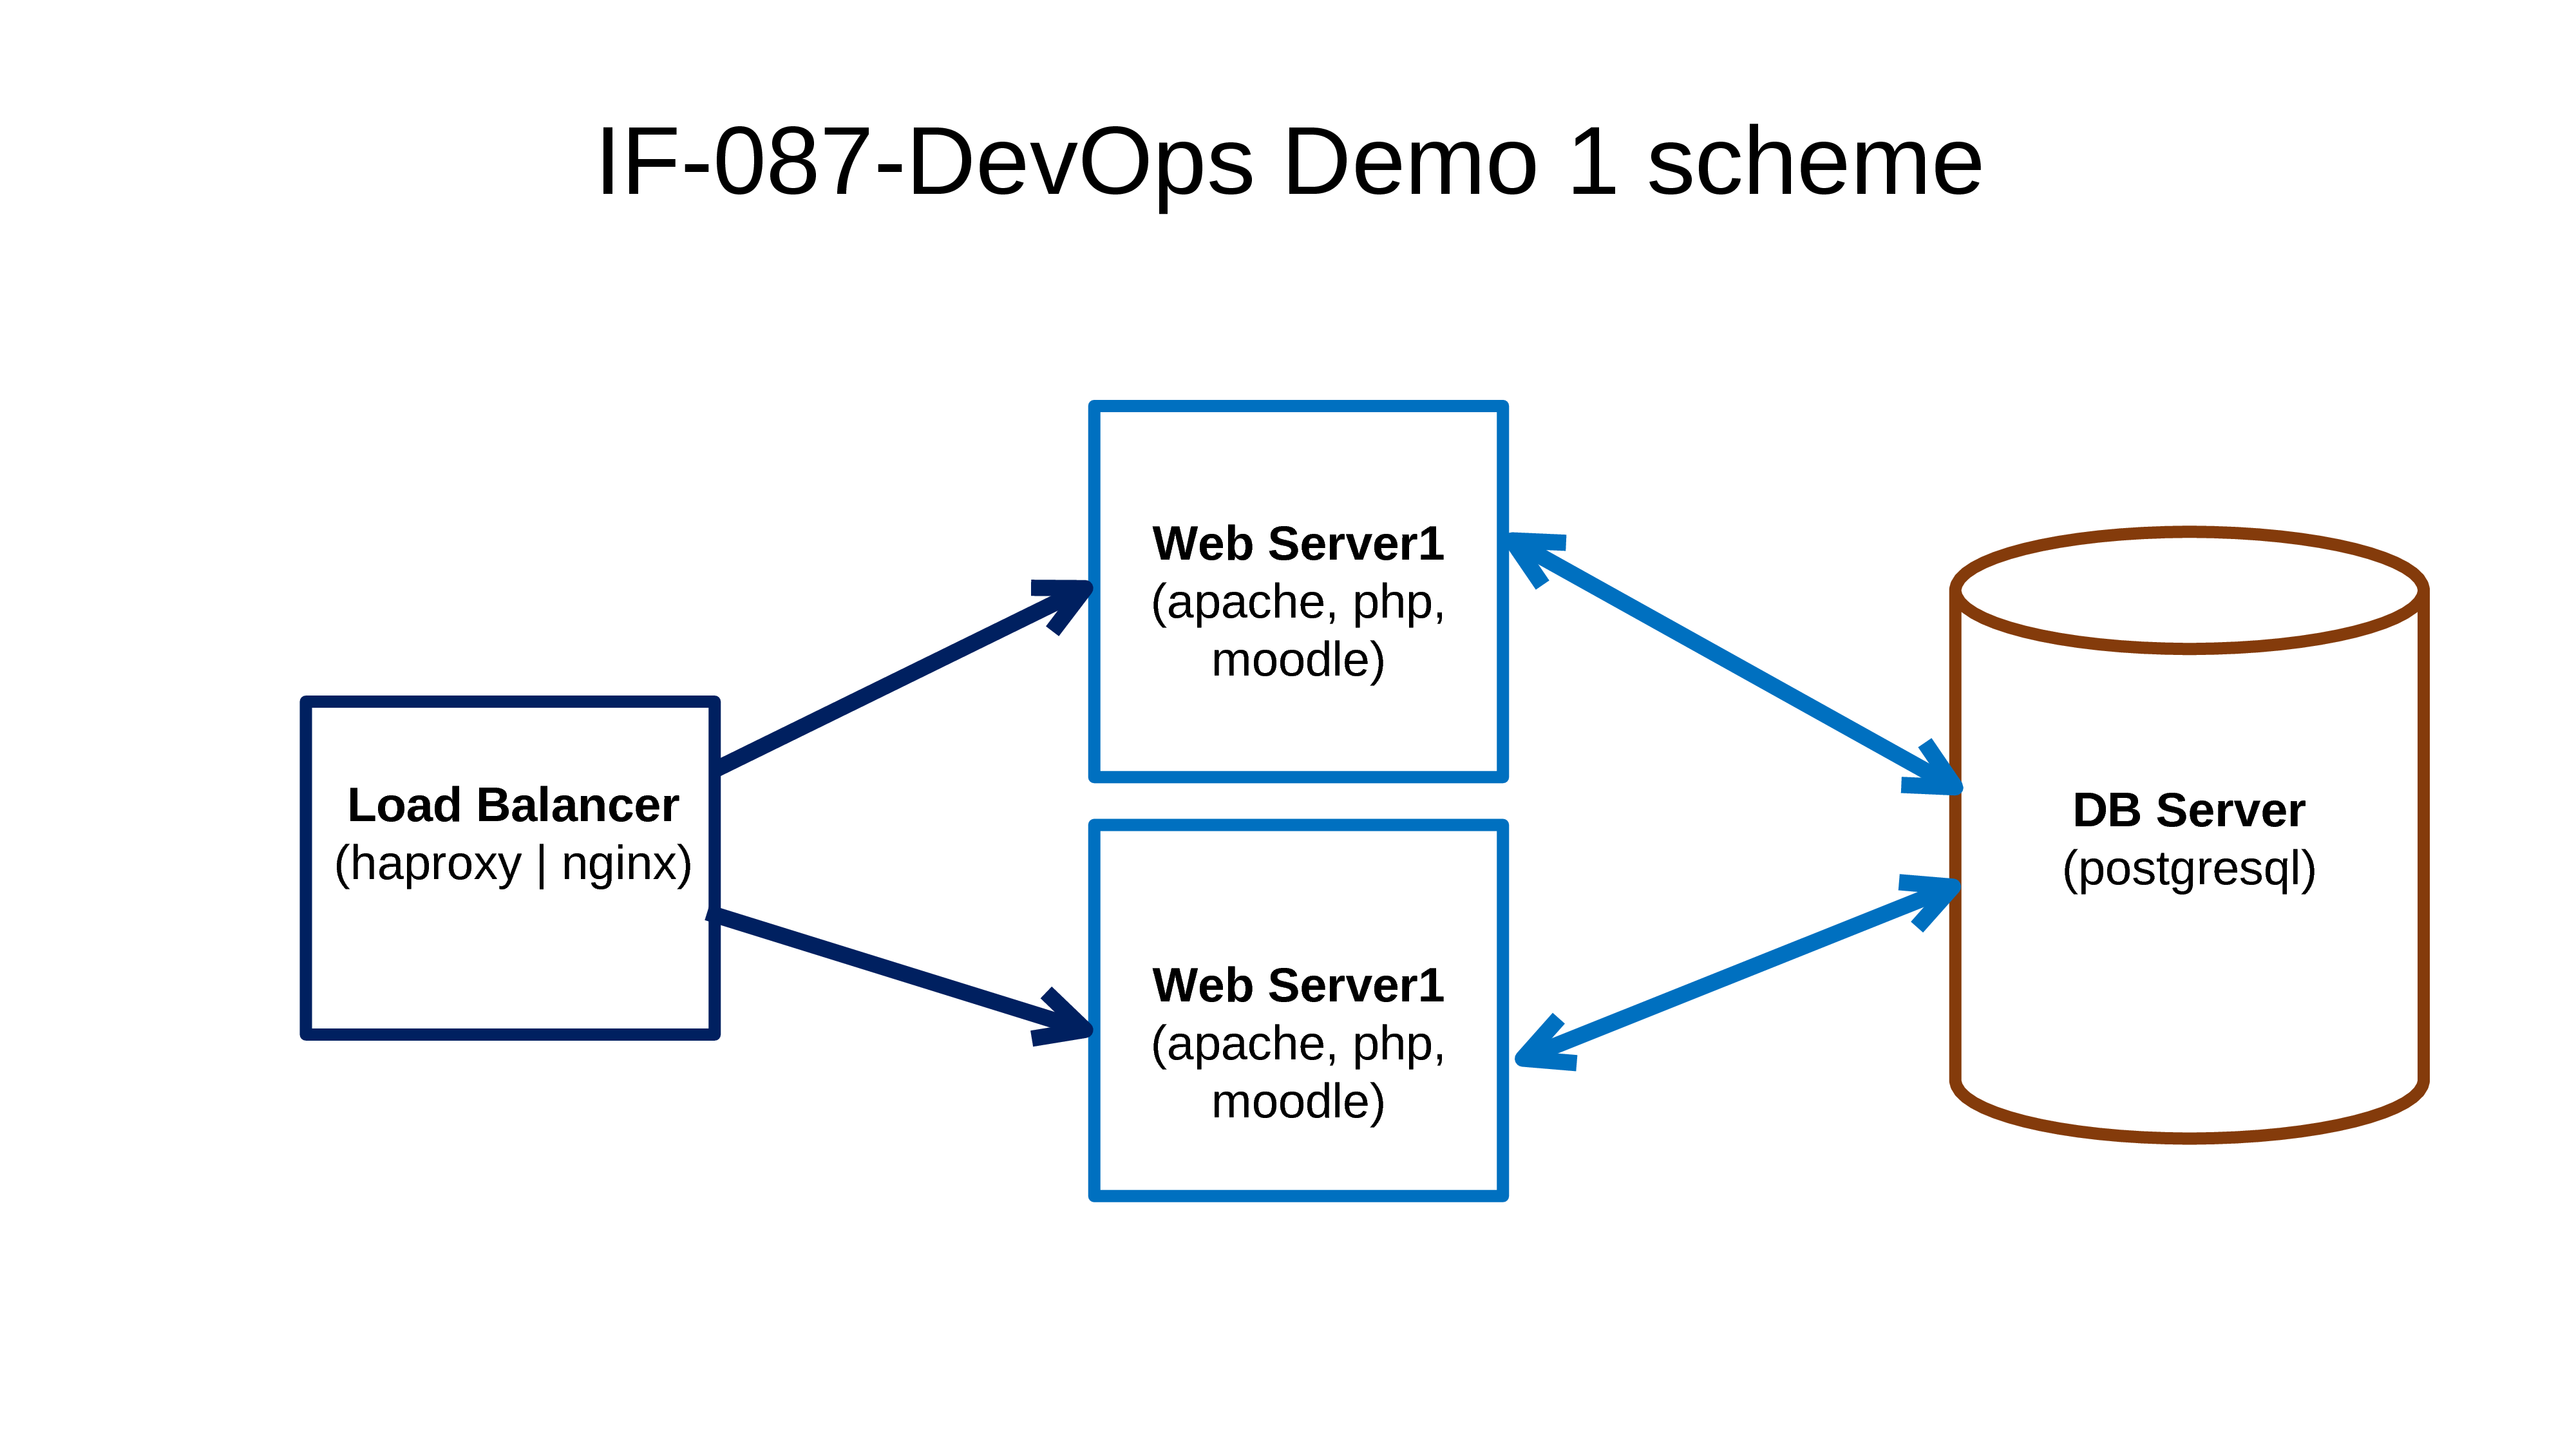 IF-087-DevOps Demo 1 scheme
Web Server1
(apache, php,
moodle)
Load Balancer
(haproxy | nginx)
DB Server
(postgresql)
Web Server1
(apache, php,
moodle)